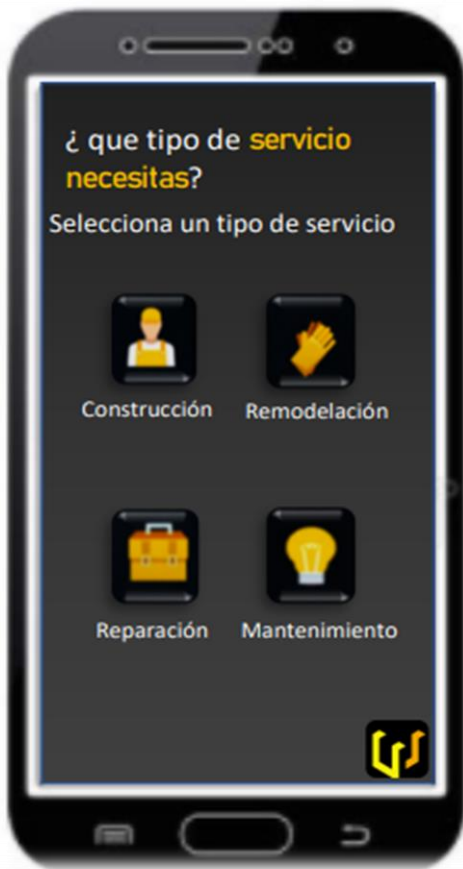 ¿ que tipo de servicio
necesitas?
Selecciona un tipo de servicio
Construcción
Remodelación
Reparación
Mantenimiento